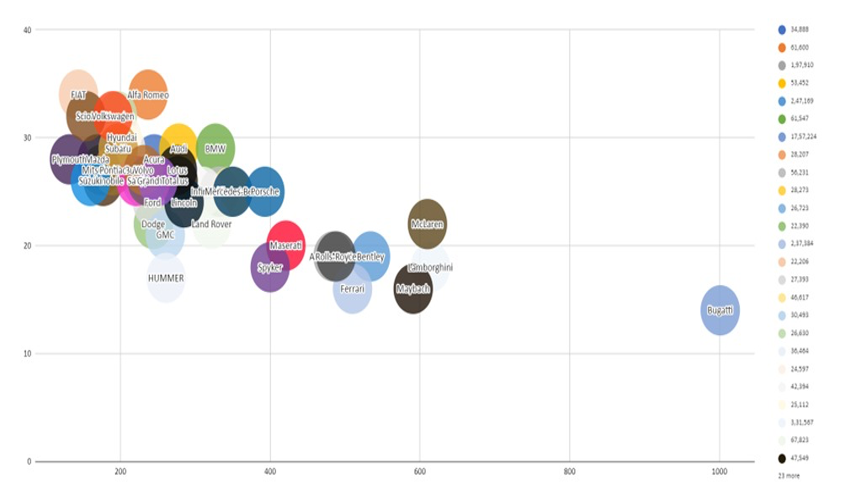 40
30
20
10
0
200
400
600
800
1000
FIAT
Alfa Romeo
Volkswagen
Hyundai
Subaru
Plymouth
Mazda
Acura
Audi
BMW
Pontiac
Volvo
Lotus
Suzuki
Ford
Lincoln
Mercedes-B
Porsche
Dodge
GMC
Land Rover
HUMMER
Maserati
Spyker
Rolls-Royce
Bentley
Ferrari
McLaren
Lamborghini
Maybach
Bugatti
34,888
61,600
1,97,910
53,452
2,47,169
61,547
17,57,224
28,207
56,231
28,273
26,723
22,390
2,37,384
22,206
27,393
46,617
30,493
26,630
36,464
24,597
42,394
25,112
3,31,567
67,823
47,549
23 more